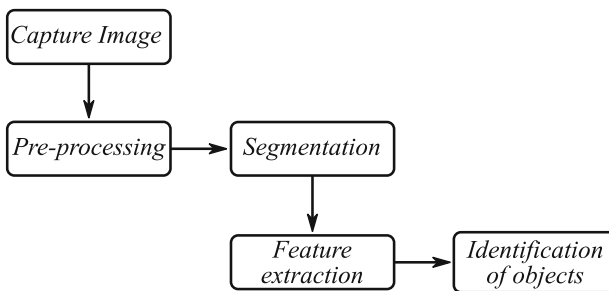 Capture Image
Pre-processing
Segmentation
Feature
extraction
Identification
of objects